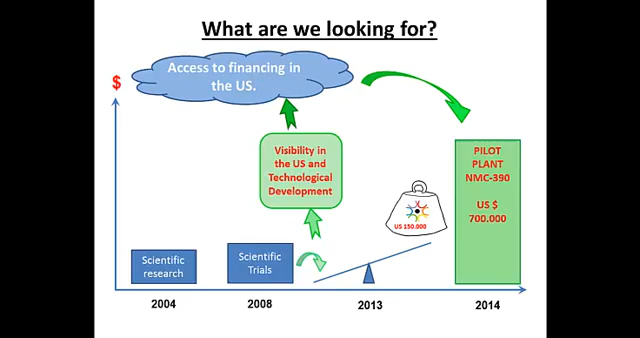 What are we looking for?
Access to financing in
the US.
$
Visibility in
the US and
Technological
Development
PILOT
PLANT
NMC-390
US $
700.000
US 150.000
Scientific
research
Scientific
Trials
2004
2008
2013
2014